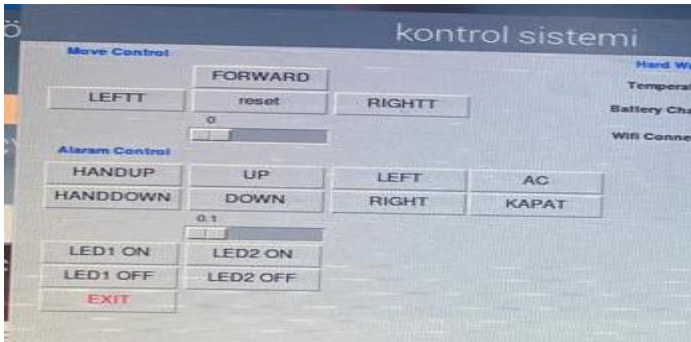 kontrol sistemi
Move Control
FORWARD
LEFTT reset RIGHTT
0
Alaram Control
HANDUP UP LEFT AC
HANDDOWN DOWN RIGHT KAPAT
0.1
LED1 ON LED2 ON
LED1 OFF LED2 OFF
EXIT
Hard W
Temperat
Battery Cha
Wifi Conne